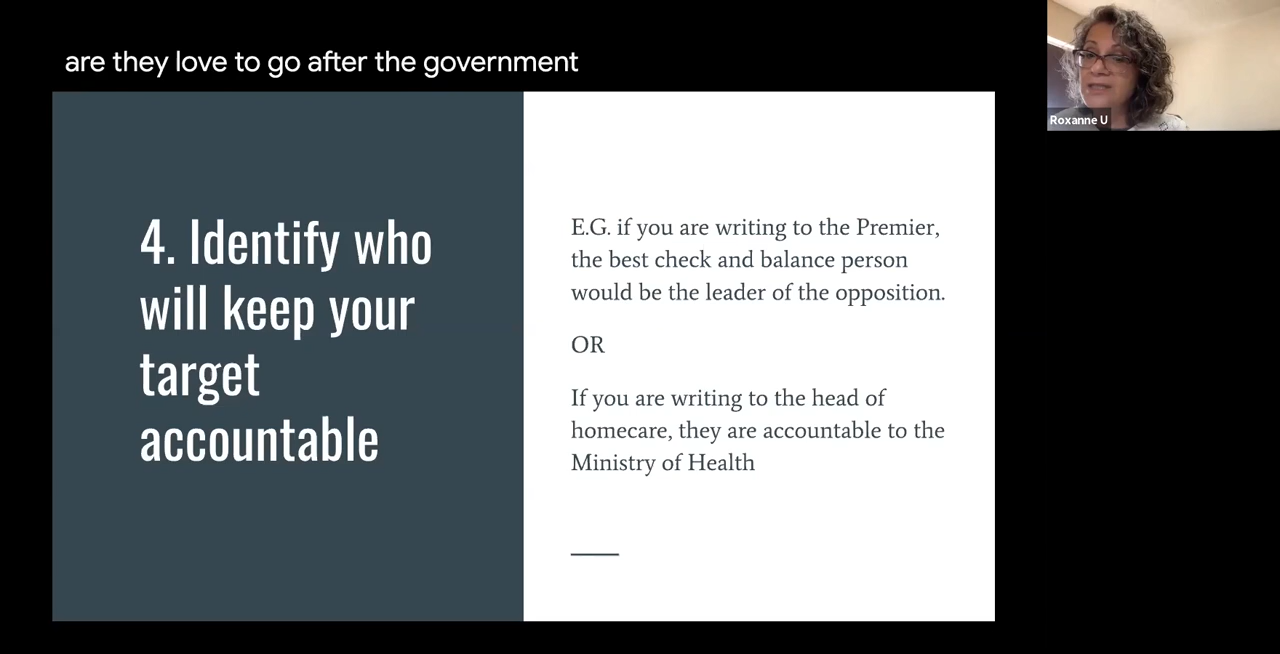 are they love to go after the government
Roxanne U
4. Identify who
will keep your
target
accountable
E.G. if you are writing to the Premier,
the best check and balance person
would be the leader of the opposition.
OR
If you are writing to the head of
homecare, they are accountable to the
Ministry of Health